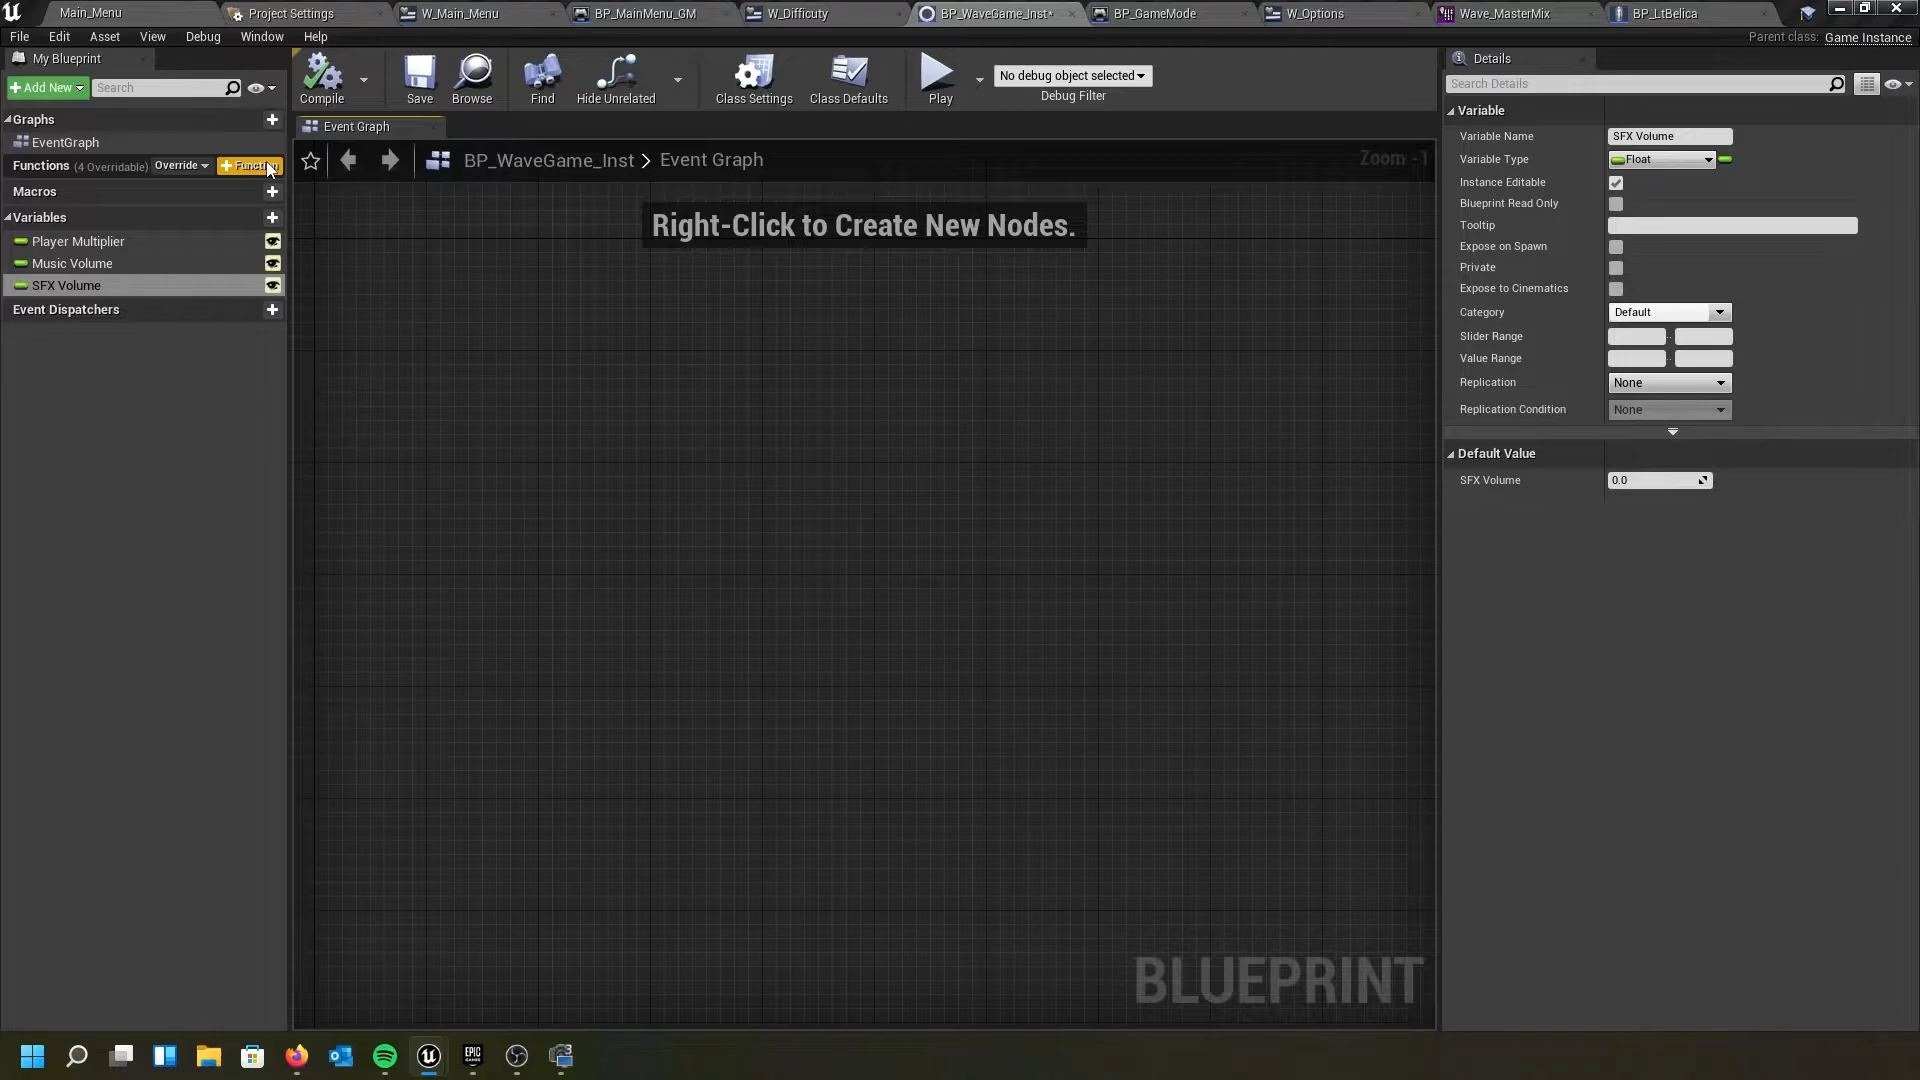 Main_Menu
Project Settings
W_Main_Menu
BP_MainMenu_GM
W_Difficuty
BP_WaveGame_Inst*
BP_GameMode
W_Options
Wave_MasterMix
BP_LtBelica
File Edit Asset View Debug Window Help
Parent class: Game Instance
My Blueprint
Add New
Search
Compile
Save
Browse
Find
Hide Unrelated
Class Settings
Class Defaults
Play
No debug object selected
Debug Filter
Graphs
EventGraph
Functions (4 Overridable) Override
Macros
Variables
Player Multiplier
Music Volume
SFX Volume
Event Dispatchers
Event Graph
BP_WaveGame_Inst > Event Graph
Zoom -1
Right-Click to Create New Nodes.
BLUEPRINT
Details
Search Details
Variable
Variable Name SFX Volume
Variable Type Float
Instance Editable
Blueprint Read Only
Tooltip
Expose on Spawn
Private
Expose to Cinematics
Category Default
Slider Range
Value Range
Replication None
Replication Condition None
Default Value
SFX Volume 0.0
EPIC
GAMES